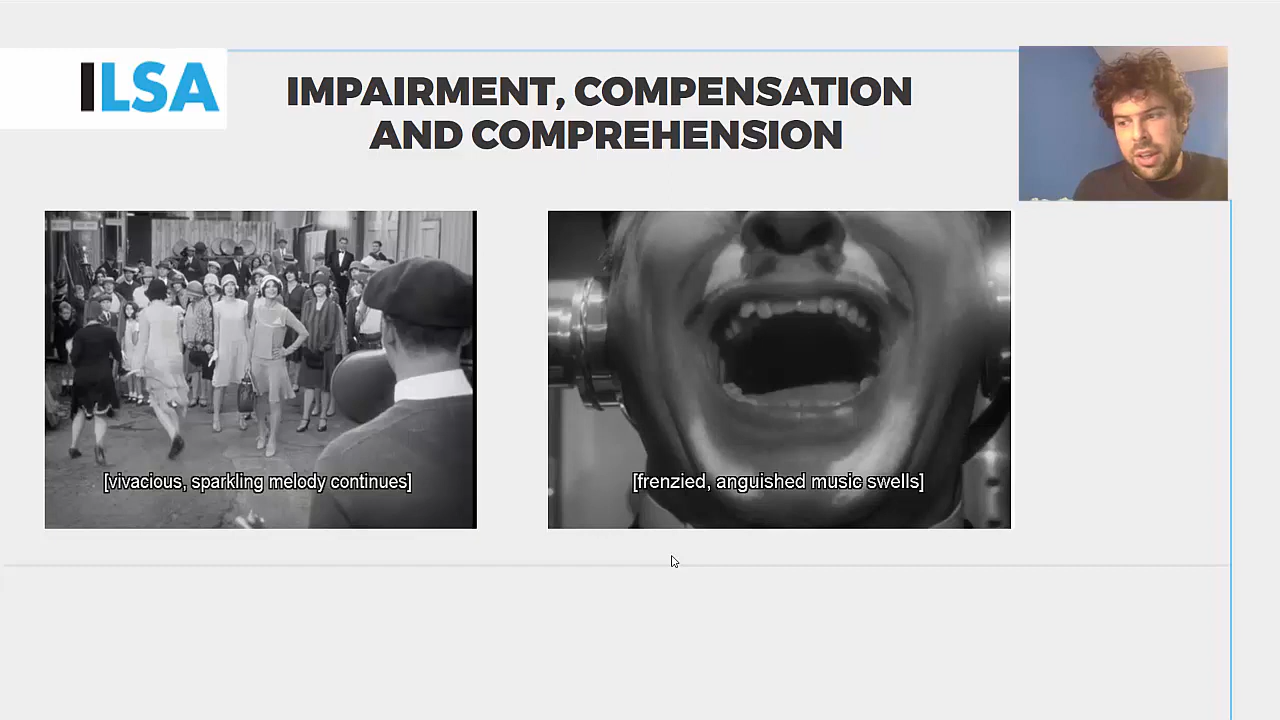 ILSA
IMPAIRMENT, COMPENSATION
AND COMPREHENSION
[vivacious, sparkling melody continues]
[frenzied, anguished music swells]